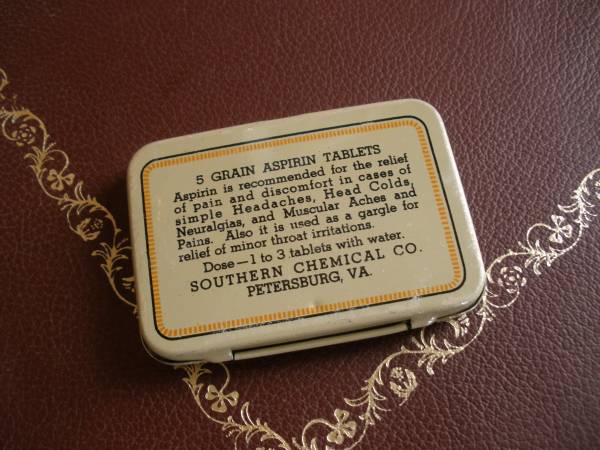 5 GRAIN ASPIRIN TABLETS
Aspirin is recommended for the relief
of pain and discomfort in cases of
simple Headaches, Head Colds,
Neuralgias, and Muscular Aches and
Pains. Also it is used as a gargle for
relief of minor throat irritations.
Dose—1 to 3 tablets with water.
SOUTHERN CHEMICAL CO.
PETERSBURG, VA.